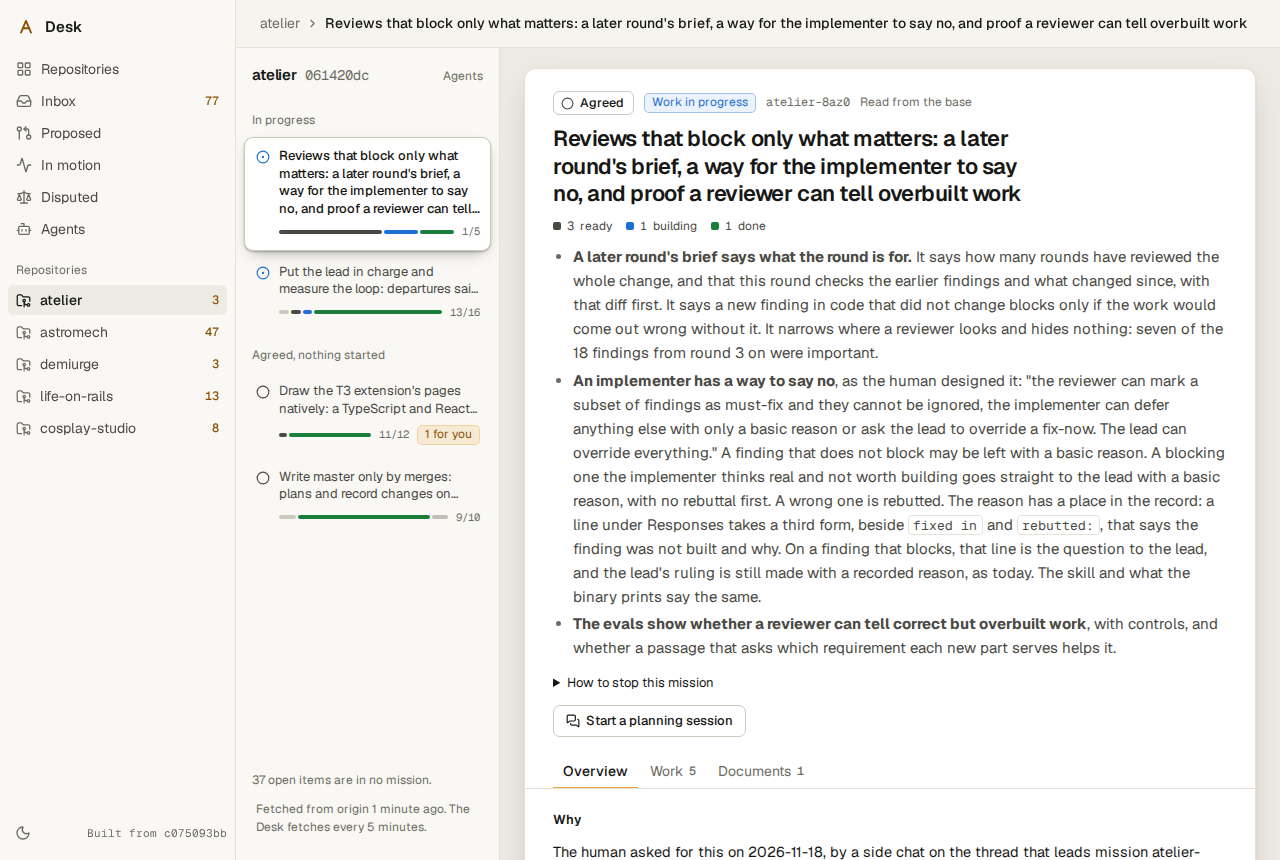 Desk
Repositories
Inbox 77
Proposed
In motion
Disputed
Agents
Repositories
atelier 3
astromech 47
demiurge 3
life-on-rails 13
cosplay-studio 8
Built from c075093bb
atelier > Reviews that block only what matters: a later round's brief, a way for the implementer to say no, and proof a reviewer can tell overbuilt work
atelier 061420dc Agents
In progress
Reviews that block only what
matters: a later round's brief, a
way for the implementer to say
no, and proof a reviewer can tell...
1/5
Put the lead in charge and
measure the loop: departures sai...
13/16
Agreed, nothing started
Draw the T3 extension's pages
natively: a TypeScript and React...
11/12 1 for you
Write master only by merges:
plans and record changes on...
9/10
37 open items are in no mission.
Fetched from origin 1 minute ago. The
Desk fetches every 5 minutes.
Agreed Work in progress atelier-8az0 Read from the base
Reviews that block only what matters: a later
round's brief, a way for the implementer to say
no, and proof a reviewer can tell overbuilt work
3 ready 1 building 1 done
• A later round's brief says what the round is for. It says how many rounds have reviewed the
whole change, and that this round checks the earlier findings and what changed since, with
that diff first. It says a new finding in code that did not change blocks only if the work would
come out wrong without it. It narrows where a reviewer looks and hides nothing: seven of the
18 findings from round 3 on were important.
• An implementer has a way to say no, as the human designed it: "the reviewer can mark a
subset of findings as must-fix and they cannot be ignored, the implementer can defer
anything else with only a basic reason or ask the lead to override a fix-now. The lead can
override everything." A finding that does not block may be left with a basic reason. A blocking
one the implementer thinks real and not worth building goes straight to the lead with a basic
reason, with no rebuttal first. A wrong one is rebutted. The reason has a place in the record: a
line under Responses takes a third form, beside fixed in and rebutted:, that says the
finding was not built and why. On a finding that blocks, that line is the question to the lead,
and the lead's ruling is still made with a recorded reason, as today. The skill and what the
binary prints say the same.
• The evals show whether a reviewer can tell correct but overbuilt work, with controls, and
whether a passage that asks which requirement each new part serves helps it.
How to stop this mission
Start a planning session
Overview Work 5 Documents 1
Why
The human asked for this on 2026-11-18, by a side chat on the thread that leads mission atelier-